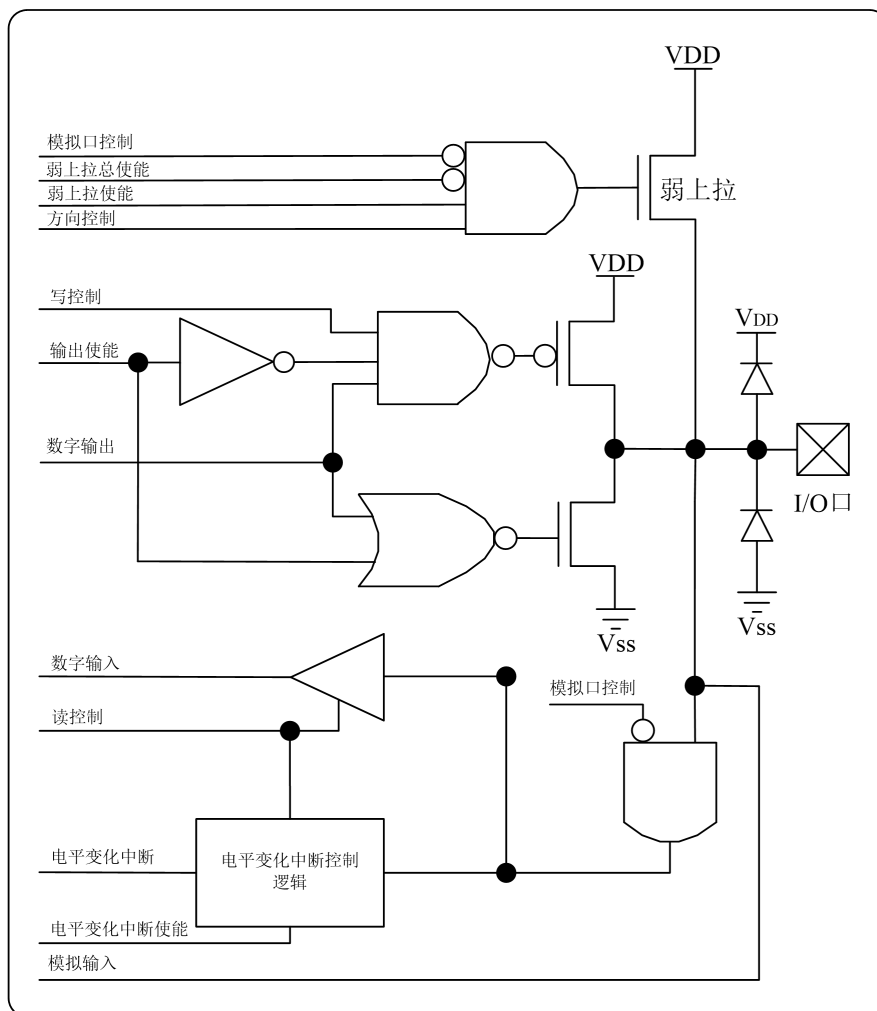 VDD
模拟口控制
弱上拉总使能
弱上拉使能
方向控制
弱上拉
VDD
写控制
输出使能
VDD
数字输出
I/O口
Vss
Vss
数字输入
模拟口控制
读控制
电平变化中断
电平变化中断控制
逻辑
电平变化中断使能
模拟输入